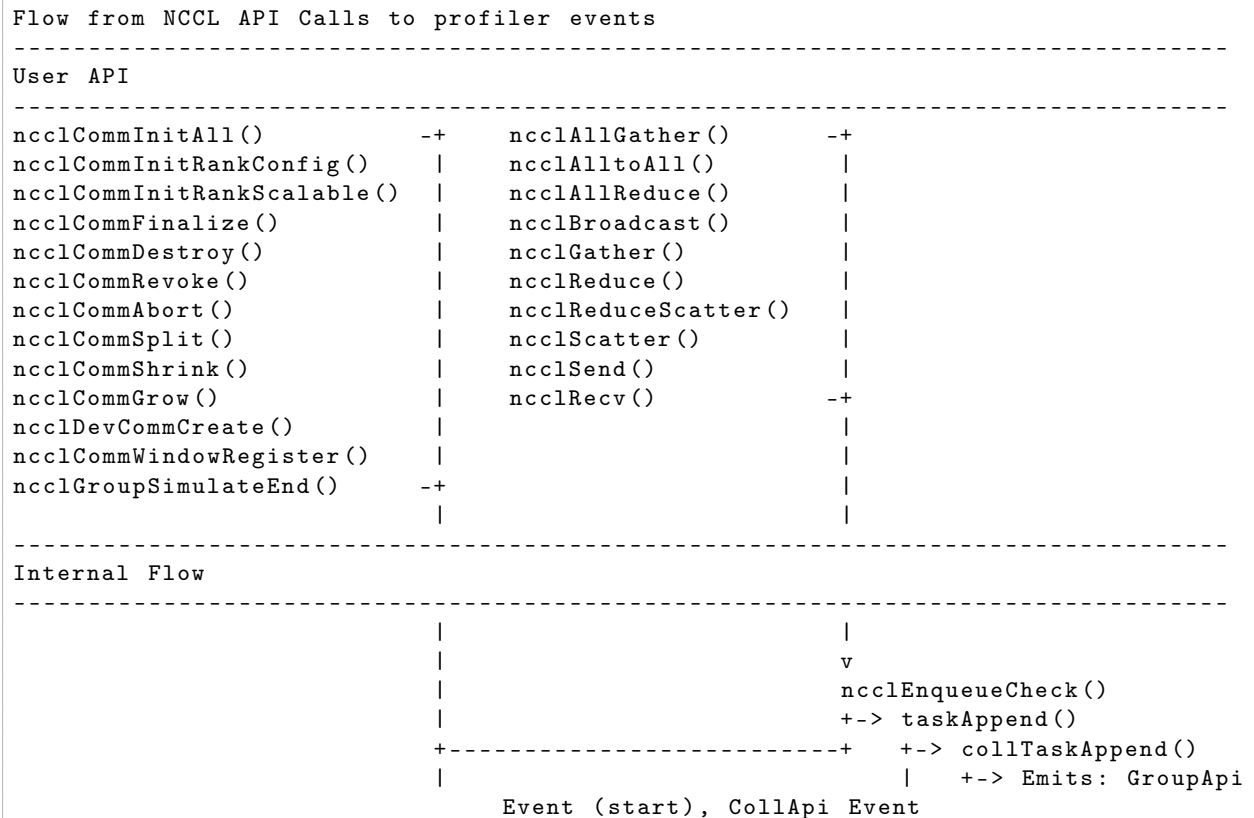 Flow from NCCL API Calls to profiler events
---------------------------------------------------------------------------------
User API
---------------------------------------------------------------------------------
ncclCommInitAll()          -+    ncclAllGather()      -+
ncclCommInitRankConfig()    |    ncclAlltoAll()        |
ncclCommInitRankScalable()  |    ncclAllReduce()       |
ncclCommFinalize()          |    ncclBroadcast()       |
ncclCommDestroy()           |    ncclGather()          |
ncclCommRevoke()            |    ncclReduce()          |
ncclCommAbort()             |    ncclReduceScatter()   |
ncclCommSplit()             |    ncclScatter()         |
ncclCommShrink()            |    ncclSend()            |
ncclCommGrow()              |    ncclRecv()           -+
ncclDevCommCreate()         |                          |
ncclCommWindowRegister()    |                          |
ncclGroupSimulateEnd()     -+                          |
                            |                          |
---------------------------------------------------------------------------------
Internal Flow
---------------------------------------------------------------------------------
                            |                          |
                            |                          v
                            |                          ncclEnqueueCheck()
                            |                          +-> taskAppend()
                            +--------------------------+   +-> collTaskAppend()
                            |                              |   +-> Emits: GroupApi
                                Event (start), CollApi Event